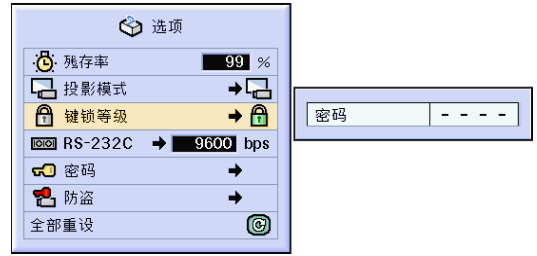 选项
残存率 99 %
投影模式
键锁等级
RS-232C 9600 bps
密码
防盗
全部重设
密码 - - - -